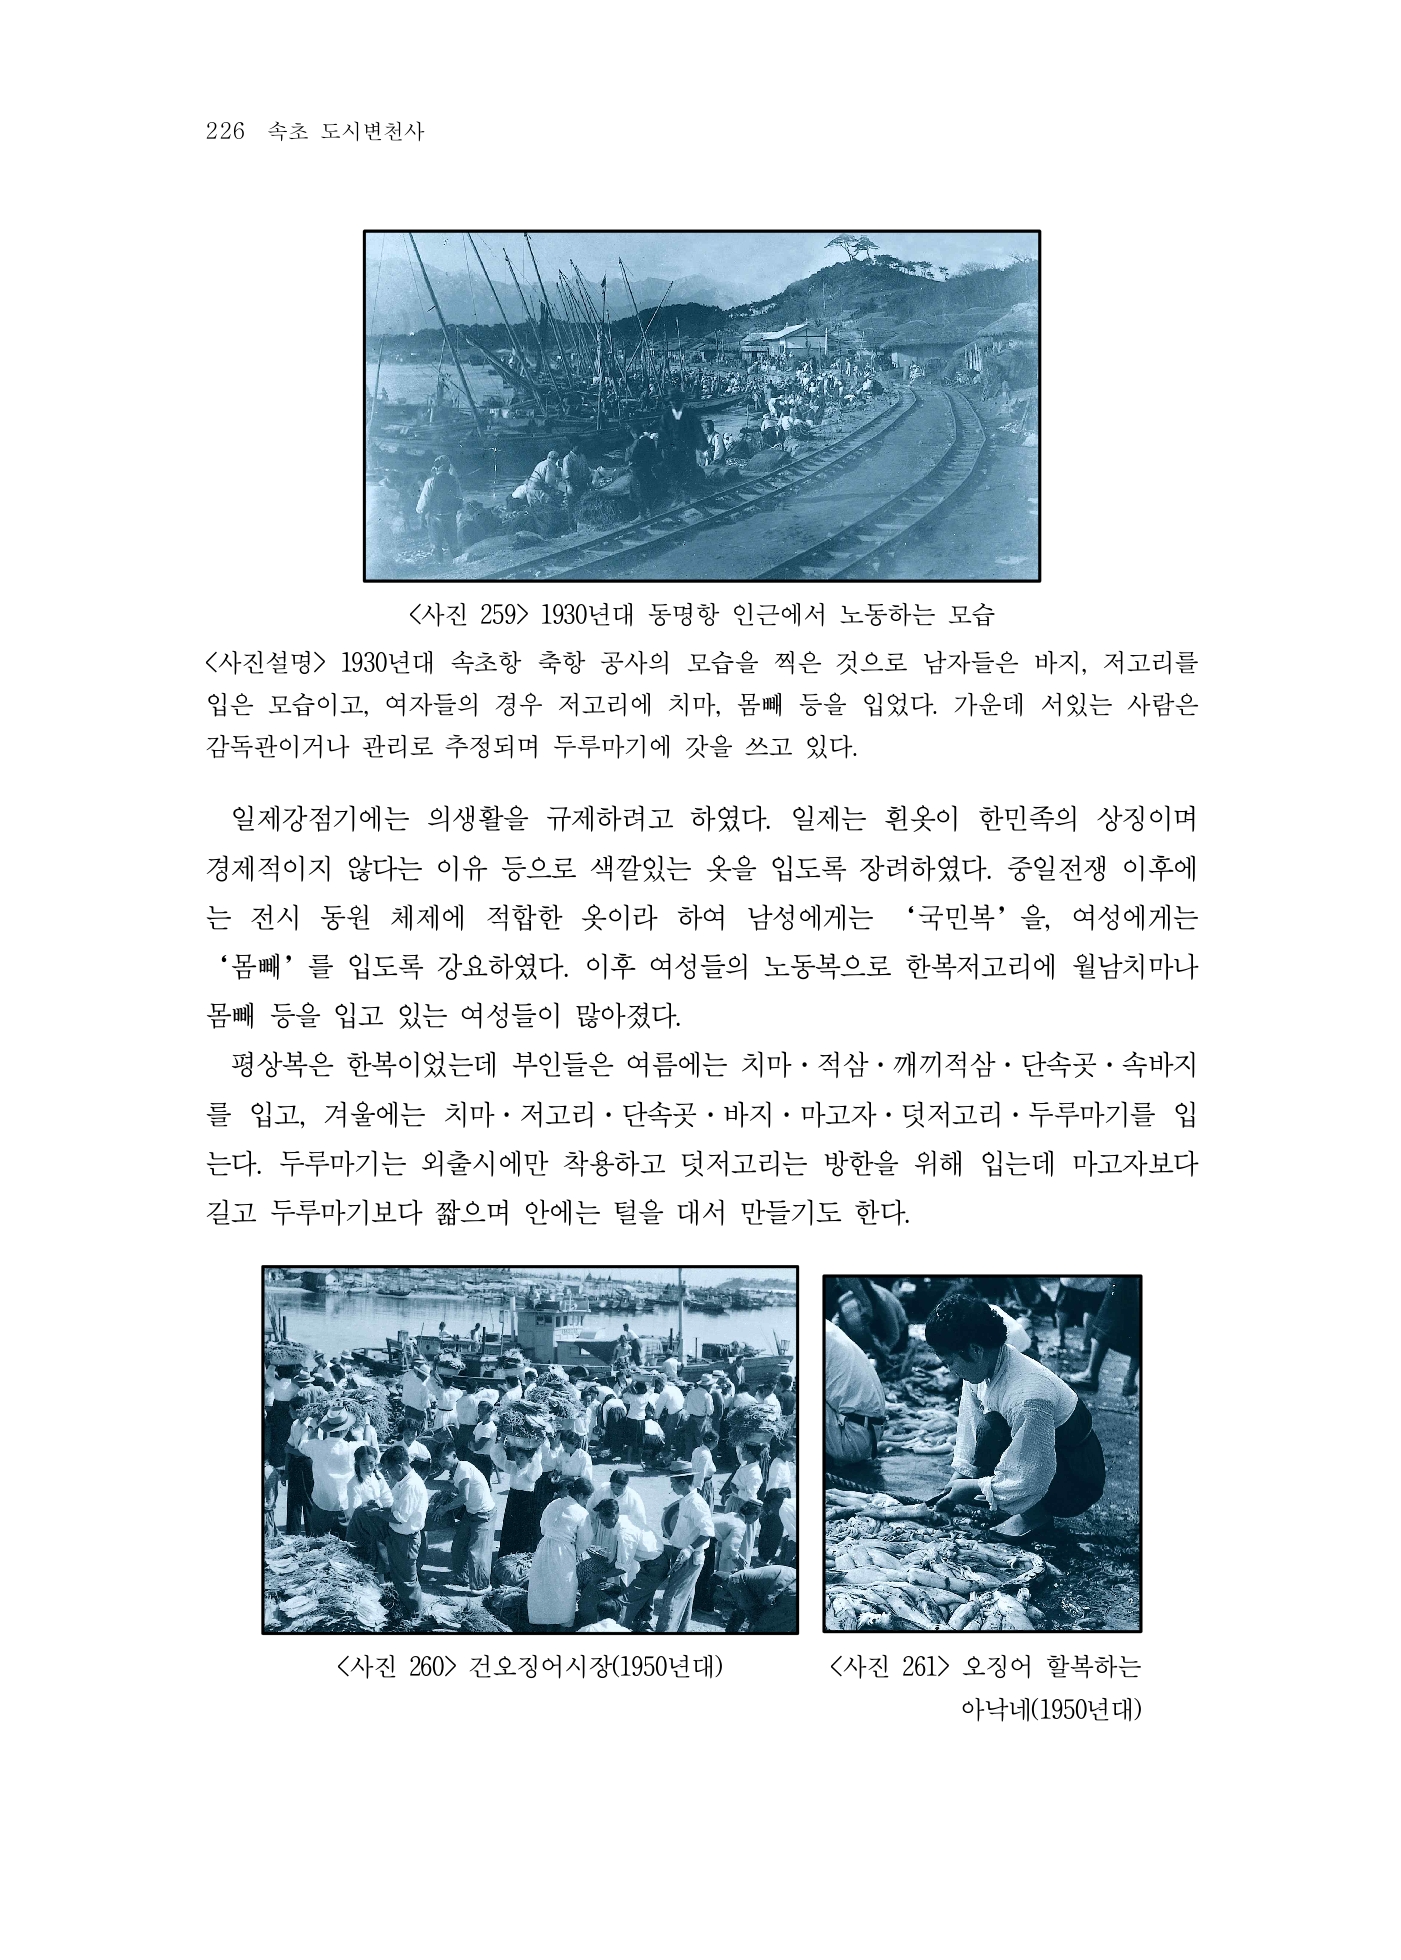 226 속초 도시변천사
<사진 259> 1930년대 동명항 인근에서 노동하는 모습
<사진설명> 1930년대 속초항 축항 공사의 모습을 찍은 것으로 남자들은 바지, 저고리를
입은 모습이고, 여자들의 경우 저고리에 치마, 몸빼 등을 입었다. 가운데 서있는 사람은
감독관이거나 관리로 추정되며 두루마기에 갓을 쓰고 있다.
일제강점기에는 의생활을 규제하려고 하였다. 일제는 흰옷이 한민족의 상징이며
경제적이지 않다는 이유 등으로 색깔있는 옷을 입도록 장려하였다. 중일전쟁 이후에
는 전시 동원 체제에 적합한 옷이라 하여 남성에게는 ‘국민복’을, 여성에게는
‘몸빼’를 입도록 강요하였다. 이후 여성들의 노동복으로 한복저고리에 월남치마나
몸빼 등을 입고 있는 여성들이 많아졌다.
평상복은 한복이었는데 부인들은 여름에는 치마·적삼·깨끼적삼·단속곳·속바지
를 입고, 겨울에는 치마·저고리·단속곳·바지·마고자·덧저고리·두루마기를 입
는다. 두루마기는 외출시에만 착용하고 덧저고리는 방한을 위해 입는데 마고자보다
길고 두루마기보다 짧으며 안에는 털을 대서 만들기도 한다.
<사진 260> 건오징어시장(1950년대)
<사진 261> 오징어 할복하는
아낙네(1950년대)